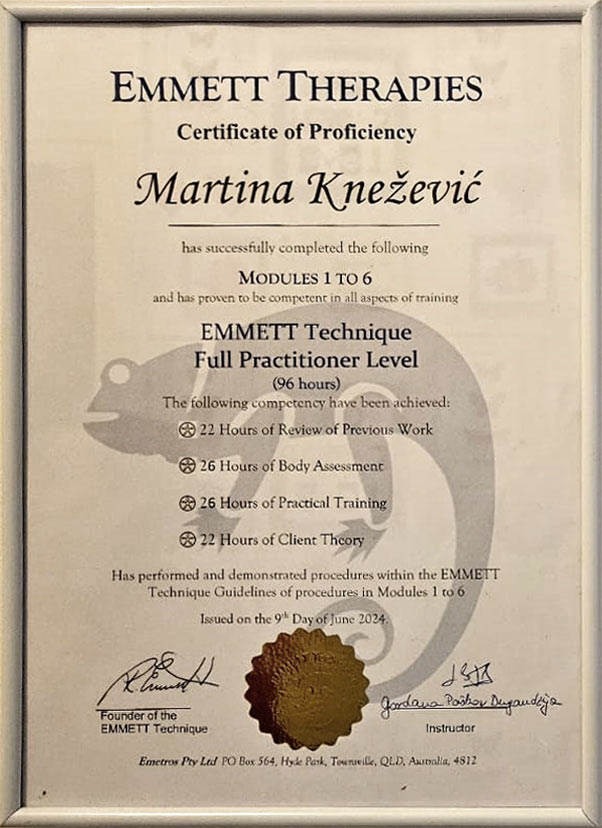 EMMETT THERAPIES
Certificate of Proficiency
Martina Knežević
has successfully completed the following
MODULES 1 TO 6
and has proven to be competent in all aspects of training
EMMETT Technique
Full Practitioner Level
(96 hours)
The following competency have been achieved:
22 Hours of Review of Previous Work
26 Hours of Body Assessment
26 Hours of Practical Training
22 Hours of Client Theory
Has performed and demonstrated procedures within the EMMETT
Technique Guidelines of procedures in Modules 1 to 6
Issued on the 9th Day of June 2024.
Gordana Paškov Dugandžija
Founder of the
EMMETT Technique
Instructor
Emetros Pty Ltd PO Box 564, Hyde Park, Townsville, QLD, Australia, 4812